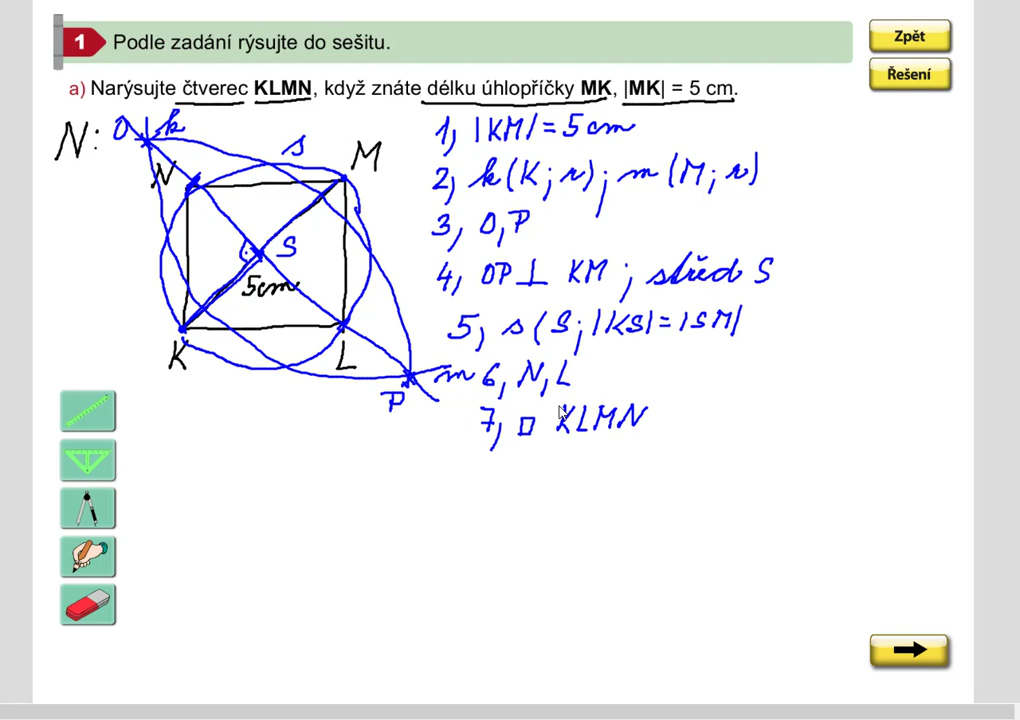 1 Podle zadání rýsujte do sešitu.
Zpět
Řešení
a) Narýsujte čtverec KLMN, když znáte délku úhlopříčky MK, |MK| = 5 cm.
N:
O k
s
M
N
S
5cm
K
L
P
m
1, |KM| = 5 cm
2, k(K; r); m(M; r)
3, O, P
4, OP ⊥ KM ; střed S
5, s(S; |KS| = |SM|
6, N, L
7, □ KLMN